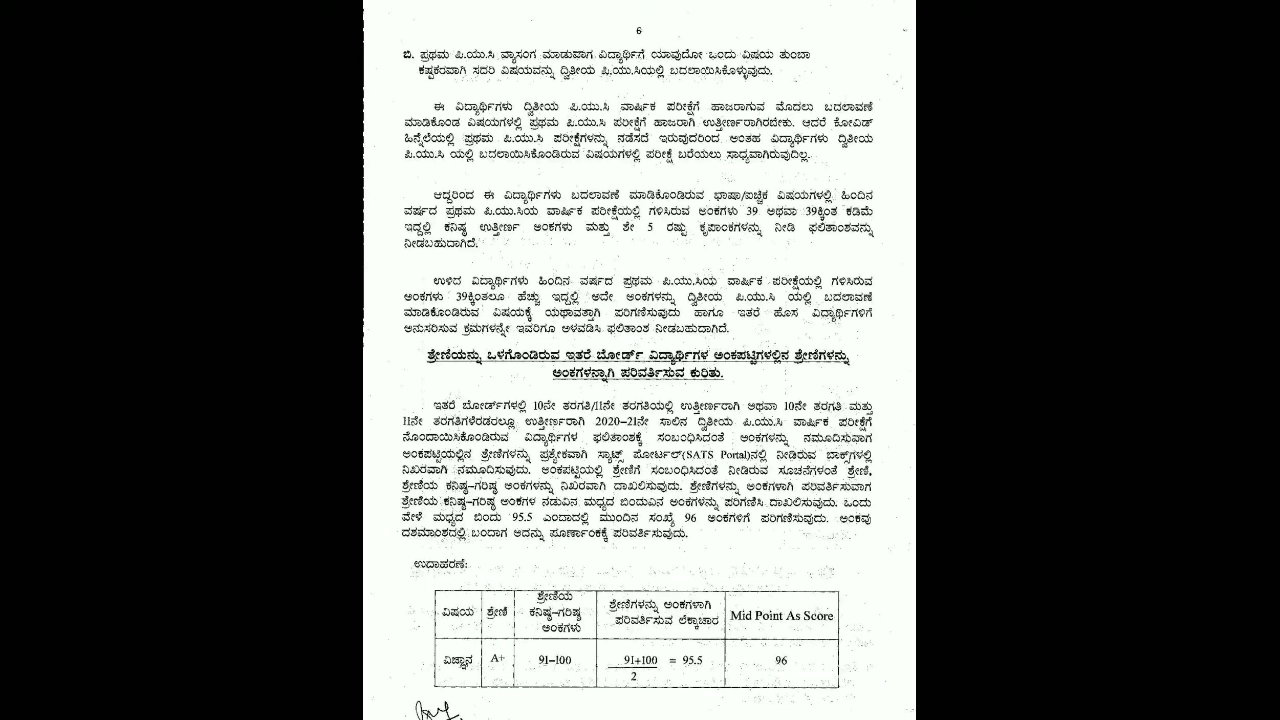 6
ಬಿ. ಪ್ರಥಮ ಪಿ.ಯು.ಸಿ ವ್ಯಾಸಂಗ ಮಾಡುವಾಗ ವಿದ್ಯಾರ್ಥಿಗೆ ಯಾವುದೋ ಒಂದು ವಿಷಯ ತುಂಬಾ
ಕಷ್ಟಕರವಾಗಿ ಸದರಿ ವಿಷಯವನ್ನು ದ್ವಿತೀಯ ಪಿ.ಯು.ಸಿಯಲ್ಲಿ ಬದಲಾಯಿಸಿಕೊಳ್ಳುವುದು.
ಈ ವಿದ್ಯಾರ್ಥಿಗಳು ದ್ವಿತೀಯ ಪಿ.ಯು.ಸಿ ವಾರ್ಷಿಕ ಪರೀಕ್ಷೆಗೆ ಹಾಜರಾಗುವ ಮೊದಲು ಬದಲಾವಣೆ
ಮಾಡಿಕೊಂಡ ವಿಷಯಗಳಲ್ಲಿ ಪ್ರಥಮ ಪಿ.ಯು.ಸಿ ಪರೀಕ್ಷೆಗೆ ಹಾಜರಾಗಿ ಉತ್ತೀರ್ಣರಾಗಿರಬೇಕು. ಆದರೆ ಕೋವಿಡ್
ಹಿನ್ನೆಲೆಯಲ್ಲಿ ಪ್ರಥಮ ಪಿ.ಯು.ಸಿ ಪರೀಕ್ಷೆಗಳನ್ನು ನಡೆಸದೆ ಇರುವುದರಿಂದ ಅಂತಹ ವಿದ್ಯಾರ್ಥಿಗಳು ದ್ವಿತೀಯ
ಪಿ.ಯು.ಸಿ ಯಲ್ಲಿ ಬದಲಾಯಿಸಿಕೊಂಡಿರುವ ವಿಷಯಗಳಲ್ಲಿ ಪರೀಕ್ಷೆ ಬರೆಯಲು ಸಾಧ್ಯವಾಗಿರುವುದಿಲ್ಲ.
ಆದ್ದರಿಂದ ಈ ವಿದ್ಯಾರ್ಥಿಗಳು ಬದಲಾವಣೆ ಮಾಡಿಕೊಂಡಿರುವ ಭಾಷಾ/ಐಚ್ಛಿಕ ವಿಷಯಗಳಲ್ಲಿ ಹಿಂದಿನ
ವರ್ಷದ ಪ್ರಥಮ ಪಿ.ಯು.ಸಿಯ ವಾರ್ಷಿಕ ಪರೀಕ್ಷೆಯಲ್ಲಿ ಗಳಿಸಿರುವ ಅಂಕಗಳು 39 ಅಥವಾ 39ಕ್ಕಿಂತ ಕಡಿಮೆ
ಇದ್ದಲ್ಲಿ ಕನಿಷ್ಠ ಉತ್ತೀರ್ಣ ಅಂಕಗಳು ಮತ್ತು ಶೇ 5 ರಷ್ಟು ಕೃಪಾಂಕಗಳನ್ನು ನೀಡಿ ಫಲಿತಾಂಶವನ್ನು
ನೀಡಬಹುದಾಗಿದೆ.
ಉಳಿದ ವಿದ್ಯಾರ್ಥಿಗಳು ಹಿಂದಿನ ವರ್ಷದ ಪ್ರಥಮ ಪಿ.ಯು.ಸಿಯ ವಾರ್ಷಿಕ ಪರೀಕ್ಷೆಯಲ್ಲಿ ಗಳಿಸಿರುವ
ಅಂಕಗಳು 39ಕ್ಕಿಂತಲೂ ಹೆಚ್ಚು ಇದ್ದಲ್ಲಿ ಅದೇ ಅಂಕಗಳನ್ನು ದ್ವಿತೀಯ ಪಿ.ಯು.ಸಿ ಯಲ್ಲಿ ಬದಲಾವಣೆ
ಮಾಡಿಕೊಂಡಿರುವ ವಿಷಯಕ್ಕೆ ಯಥಾವತ್ತಾಗಿ ಪರಿಗಣಿಸುವುದು ಹಾಗೂ ಇತರೆ ಹೊಸ ವಿದ್ಯಾರ್ಥಿಗಳಿಗೆ
ಅನುಸರಿಸುವ ಕ್ರಮಗಳನ್ನೇ ಇವರಿಗೂ ಅಳವಡಿಸಿ ಫಲಿತಾಂಶ ನೀಡಬಹುದಾಗಿದೆ.
ಶ್ರೇಣಿಯನ್ನು ಒಳಗೊಂಡಿರುವ ಇತರೆ ಬೋರ್ಡ್ ವಿದ್ಯಾರ್ಥಿಗಳ ಅಂಕಪಟ್ಟಿಗಳಲ್ಲಿನ ಶ್ರೇಣಿಗಳನ್ನು
ಅಂಕಗಳನ್ನಾಗಿ ಪರಿವರ್ತಿಸುವ ಕುರಿತು.
ಇತರೆ ಬೋರ್ಡ್‌ಗಳಲ್ಲಿ 10ನೇ ತರಗತಿ/11ನೇ ತರಗತಿಯಲ್ಲಿ ಉತ್ತೀರ್ಣರಾಗಿ ಅಥವಾ 10ನೇ ತರಗತಿ ಮತ್ತು
11ನೇ ತರಗತಿಗಳೆರಡರಲ್ಲೂ ಉತ್ತೀರ್ಣರಾಗಿ 2020-21ನೇ ಸಾಲಿನ ದ್ವಿತೀಯ ಪಿ.ಯು.ಸಿ ವಾರ್ಷಿಕ ಪರೀಕ್ಷೆಗೆ
ನೊಂದಾಯಿಸಿಕೊಂಡಿರುವ ವಿದ್ಯಾರ್ಥಿಗಳ ಫಲಿತಾಂಶಕ್ಕೆ ಸಂಬಂಧಿಸಿದಂತೆ ಅಂಕಗಳನ್ನು ನಮೂದಿಸುವಾಗ
ಅಂಕಪಟ್ಟಿಯಲ್ಲಿನ ಶ್ರೇಣಿಗಳನ್ನು ಪ್ರತ್ಯೇಕವಾಗಿ ಸ್ಯಾಟ್ಸ್ ಪೋರ್ಟಲ್(SATS Portal)ನಲ್ಲಿ ನೀಡಿರುವ ಬಾಕ್ಸ್‌ಗಳಲ್ಲಿ
ನಿಖರವಾಗಿ ನಮೂದಿಸುವುದು. ಅಂಕಪಟ್ಟಿಯಲ್ಲಿ ಶ್ರೇಣಿಗೆ ಸಂಬಂಧಿಸಿದಂತೆ ನೀಡಿರುವ ಸೂಚನೆಗಳಂತೆ ಶ್ರೇಣಿ,
ಶ್ರೇಣಿಯ ಕನಿಷ್ಠ-ಗರಿಷ್ಠ ಅಂಕಗಳನ್ನು ನಿಖರವಾಗಿ ದಾಖಲಿಸುವುದು. ಶ್ರೇಣಿಗಳನ್ನು ಅಂಕಗಳಾಗಿ ಪರಿವರ್ತಿಸುವಾಗ
ಶ್ರೇಣಿಯ ಕನಿಷ್ಠ-ಗರಿಷ್ಠ ಅಂಕಗಳ ನಡುವಿನ ಮಧ್ಯದ ಬಿಂದುವಿನ ಅಂಕಗಳನ್ನು ಪರಿಗಣಿಸಿ ದಾಖಲಿಸುವುದು. ಒಂದು
ವೇಳೆ ಮಧ್ಯದ ಬಿಂದು 95.5 ಎಂದಾದಲ್ಲಿ ಮುಂದಿನ ಸಂಖ್ಯೆ 96 ಅಂಕಗಳಿಗೆ ಪರಿಗಣಿಸುವುದು. ಅಂಕವು
ದಶಮಾಂಶದಲ್ಲಿ ಬಂದಾಗ ಅದನ್ನು ಪೂರ್ಣಾಂಕಕ್ಕೆ ಪರಿವರ್ತಿಸುವುದು.
ಉದಾಹರಣೆ:
ವಿಷಯ ಶ್ರೇಣಿ ಶ್ರೇಣಿಯ ಕನಿಷ್ಠ-ಗರಿಷ್ಠ ಅಂಕಗಳು ಶ್ರೇಣಿಗಳನ್ನು ಅಂಕಗಳಾಗಿ ಪರಿವರ್ತಿಸುವ ಲೆಕ್ಕಾಚಾರ Mid Point As Score
ವಿಜ್ಞಾನ A+ 91-100 91+100 = 95.5 96
2